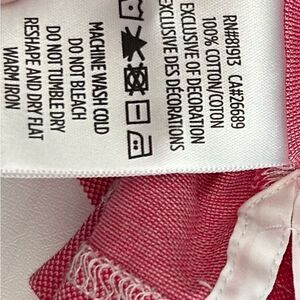 RN#81913 CA#26689
100% COTTON/COTON
EXCLUSIVE OF DECORATION
EXCLUSIVE DES DÉCORATIONS
MACHINE WASH COLD
DO NOT BLEACH
DO NOT TUMBLE DRY
RESHAPE AND DRY FLAT
WARM IRON